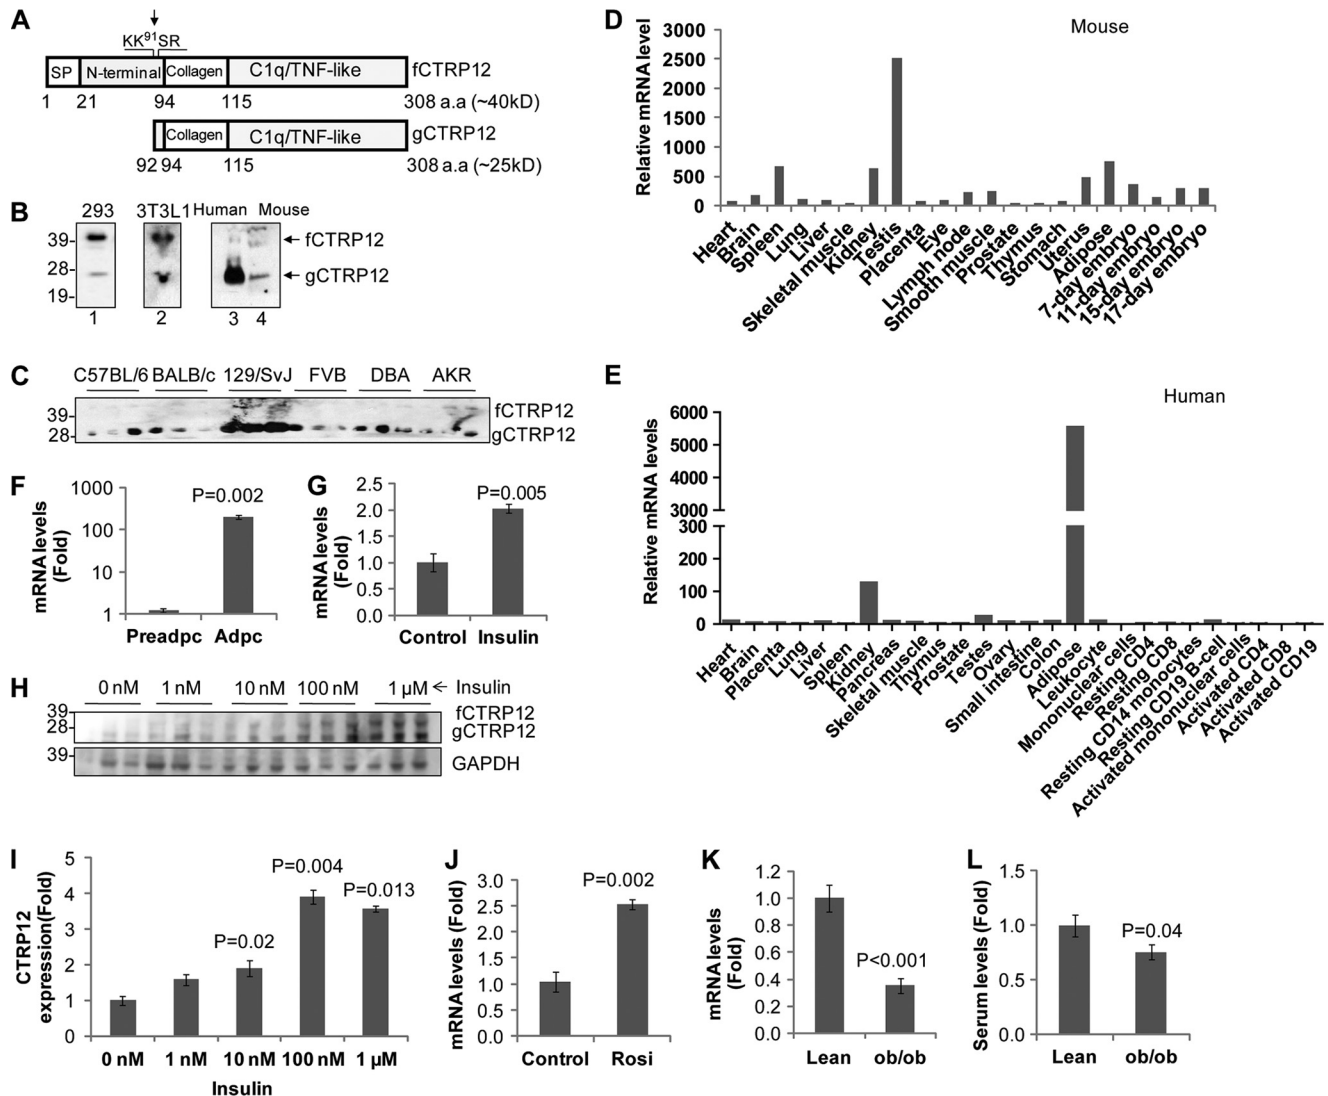 A
KK91SR
SP N-terminal Collagen C1q/TNF-like fCTRP12
1 21 94 115 308 a.a (~40kD)
Collagen C1q/TNF-like gCTRP12
92 94 115 308 a.a (~25kD)
B
293 3T3L1 Human Mouse
39-
28-
19-
fCTRP12
gCTRP12
1 2 3 4
C
C57BL/6 BALB/c 129/SvJ FVB DBA AKR
39-
28-
fCTRP12
gCTRP12
D
Mouse
Relative mRNA level
3000
2500
2000
1500
1000
500
0
Heart
Brain
Spleen
Lung
Liver
Skeletal muscle
Kidney
Testis
Placenta
Eye
Lymph node
Smooth muscle
Prostate
Thymus
Stomach
Uterus
Adipose
7-day embryo
11-day embryo
15-day embryo
17-day embryo
E
Human
Relative mRNA levels
6000
5000
4000
3000
300
200
100
0
Heart
Brain
Placenta
Lung
Liver
Spleen
Kidney
Pancreas
Skeletal muscle
Thymus
Prostate
Testes
Ovary
Small intestine
Colon
Adipose
Leukocyte
Mononuclear cells
Resting CD4
Resting CD8
Resting CD14 monocytes
Resting CD19 B-cell
Activated mononuclear cells
Activated CD4
Activated CD8
Activated CD19
F
mRNA levels
(Fold)
1000
100
10
1
P=0.002
Preadpc Adpc
G
mRNA levels
(Fold)
2.5
2.0
1.5
1.0
0.5
0.0
P=0.005
Control Insulin
H
0 nM 1 nM 10 nM 100 nM 1 µM ← Insulin
39-
28-
fCTRP12
gCTRP12
39-
GAPDH
I
CTRP12
expression(Fold)
5
4
3
2
1
0
P=0.02
P=0.004
P=0.013
0 nM 1 nM 10 nM 100 nM 1 µM
Insulin
J
mRNA levels (Fold)
3.0
2.5
2.0
1.5
1.0
0.5
0.0
P=0.002
Control Rosi
K
mRNA levels
(Fold)
1.2
1.0
0.8
0.6
0.4
0.2
0.0
P<0.001
Lean ob/ob
L
Serum levels (Fold)
1.5
1.0
0.5
0.0
P=0.04
Lean ob/ob